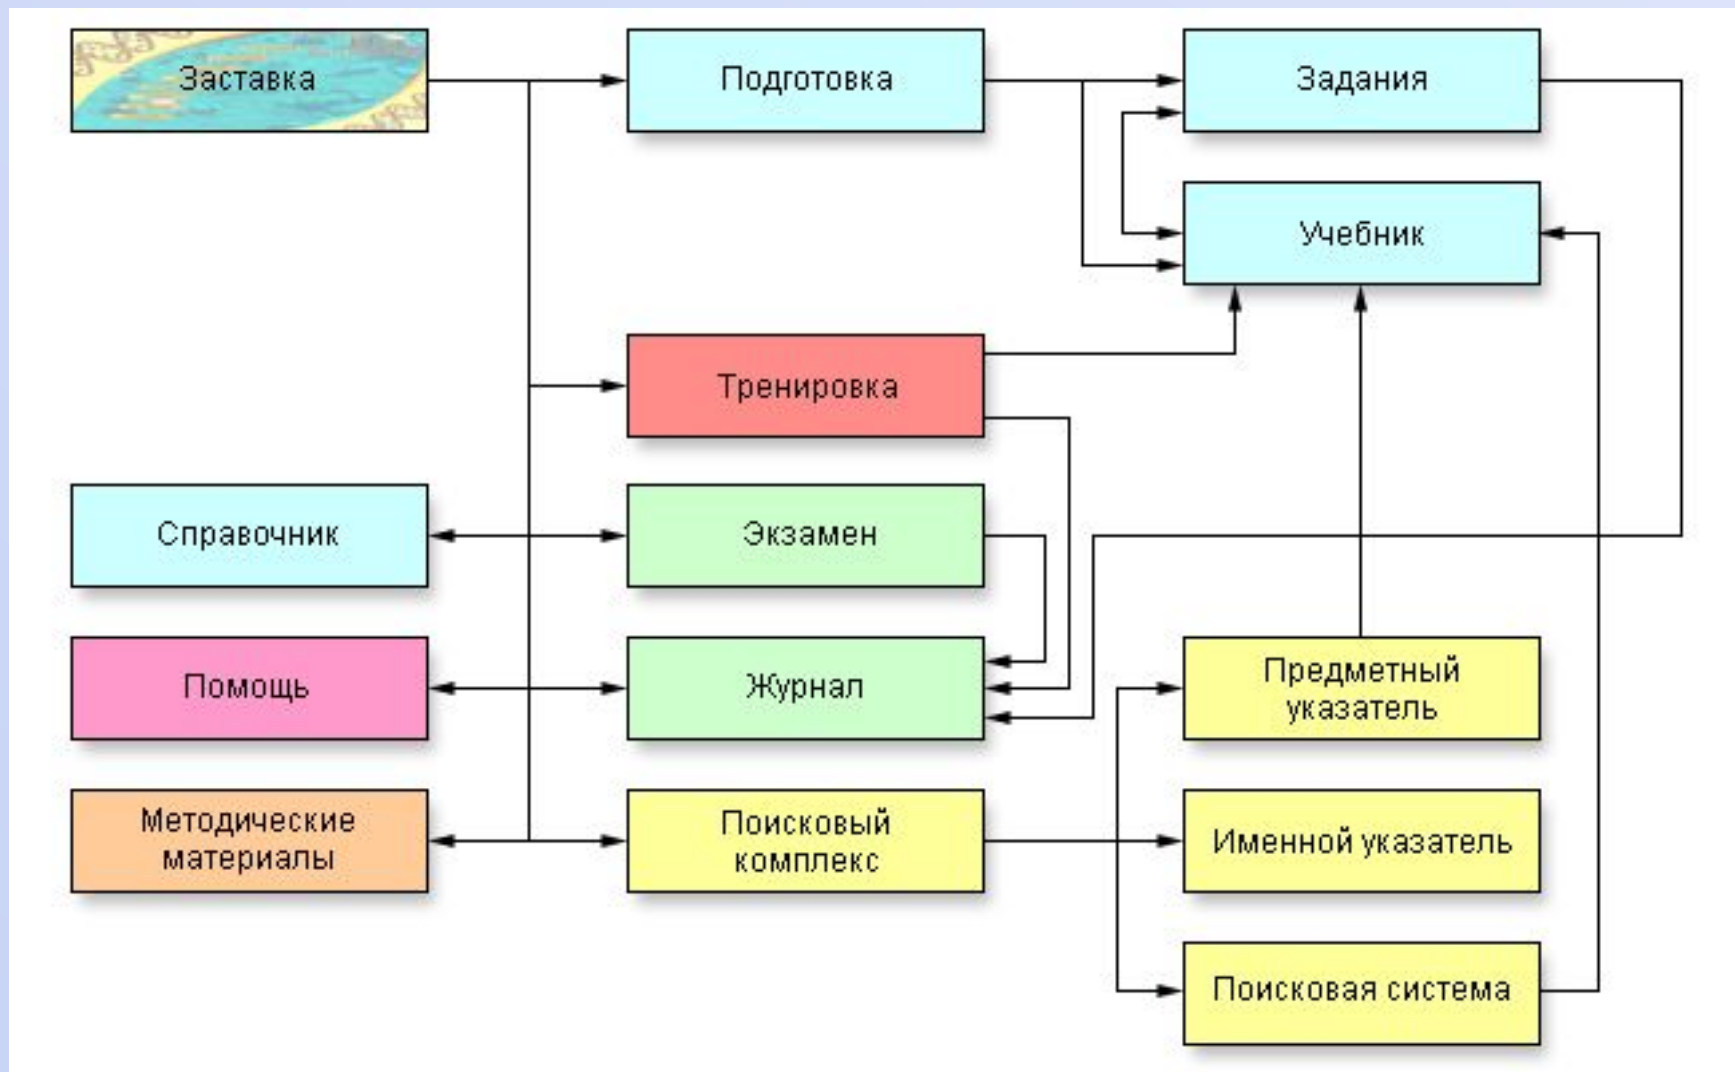 Заставка
Подготовка
Задания
Учебник
Тренировка
Справочник
Экзамен
Помощь
Журнал
Предметный
указатель
Методические
материалы
Поисковый
комплекс
Именной указатель
Поисковая система